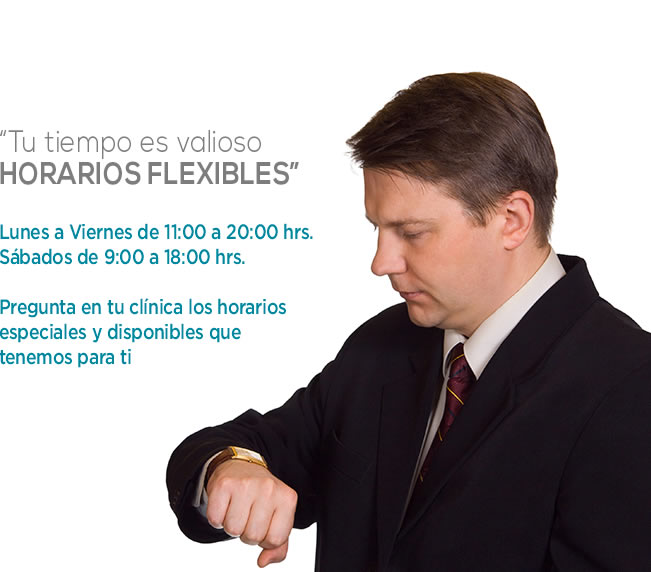 “Tu tiempo es valioso
HORARIOS FLEXIBLES”
Lunes a Viernes de 11:00 a 20:00 hrs.
Sábados de 9:00 a 18:00 hrs.
Pregunta en tu clínica los horarios
especiales y disponibles que
tenemos para ti